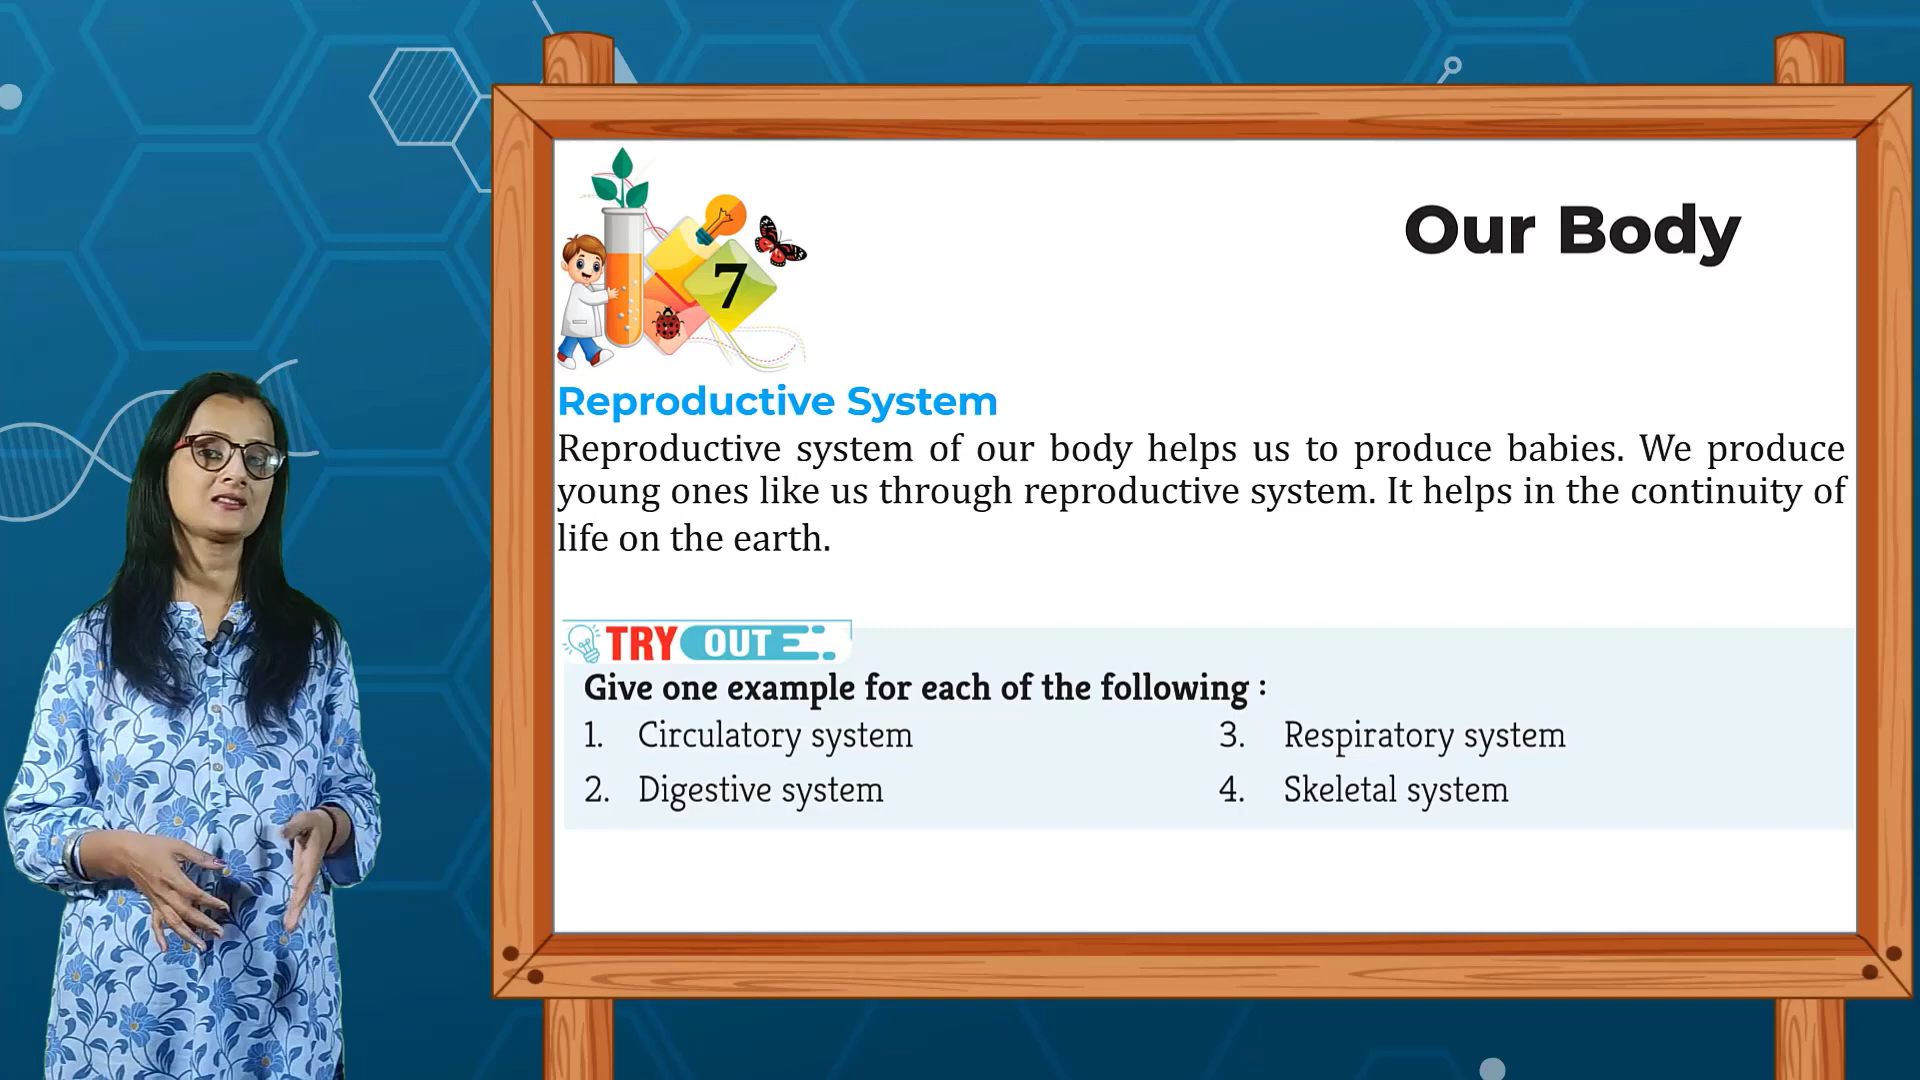 Our Body
7
Reproductive System
Reproductive system of our body helps us to produce babies. We produce
young ones like us through reproductive system. It helps in the continuity of
life on the earth.
TRY OUT
Give one example for each of the following :
1. Circulatory system
3. Respiratory system
2. Digestive system
4. Skeletal system